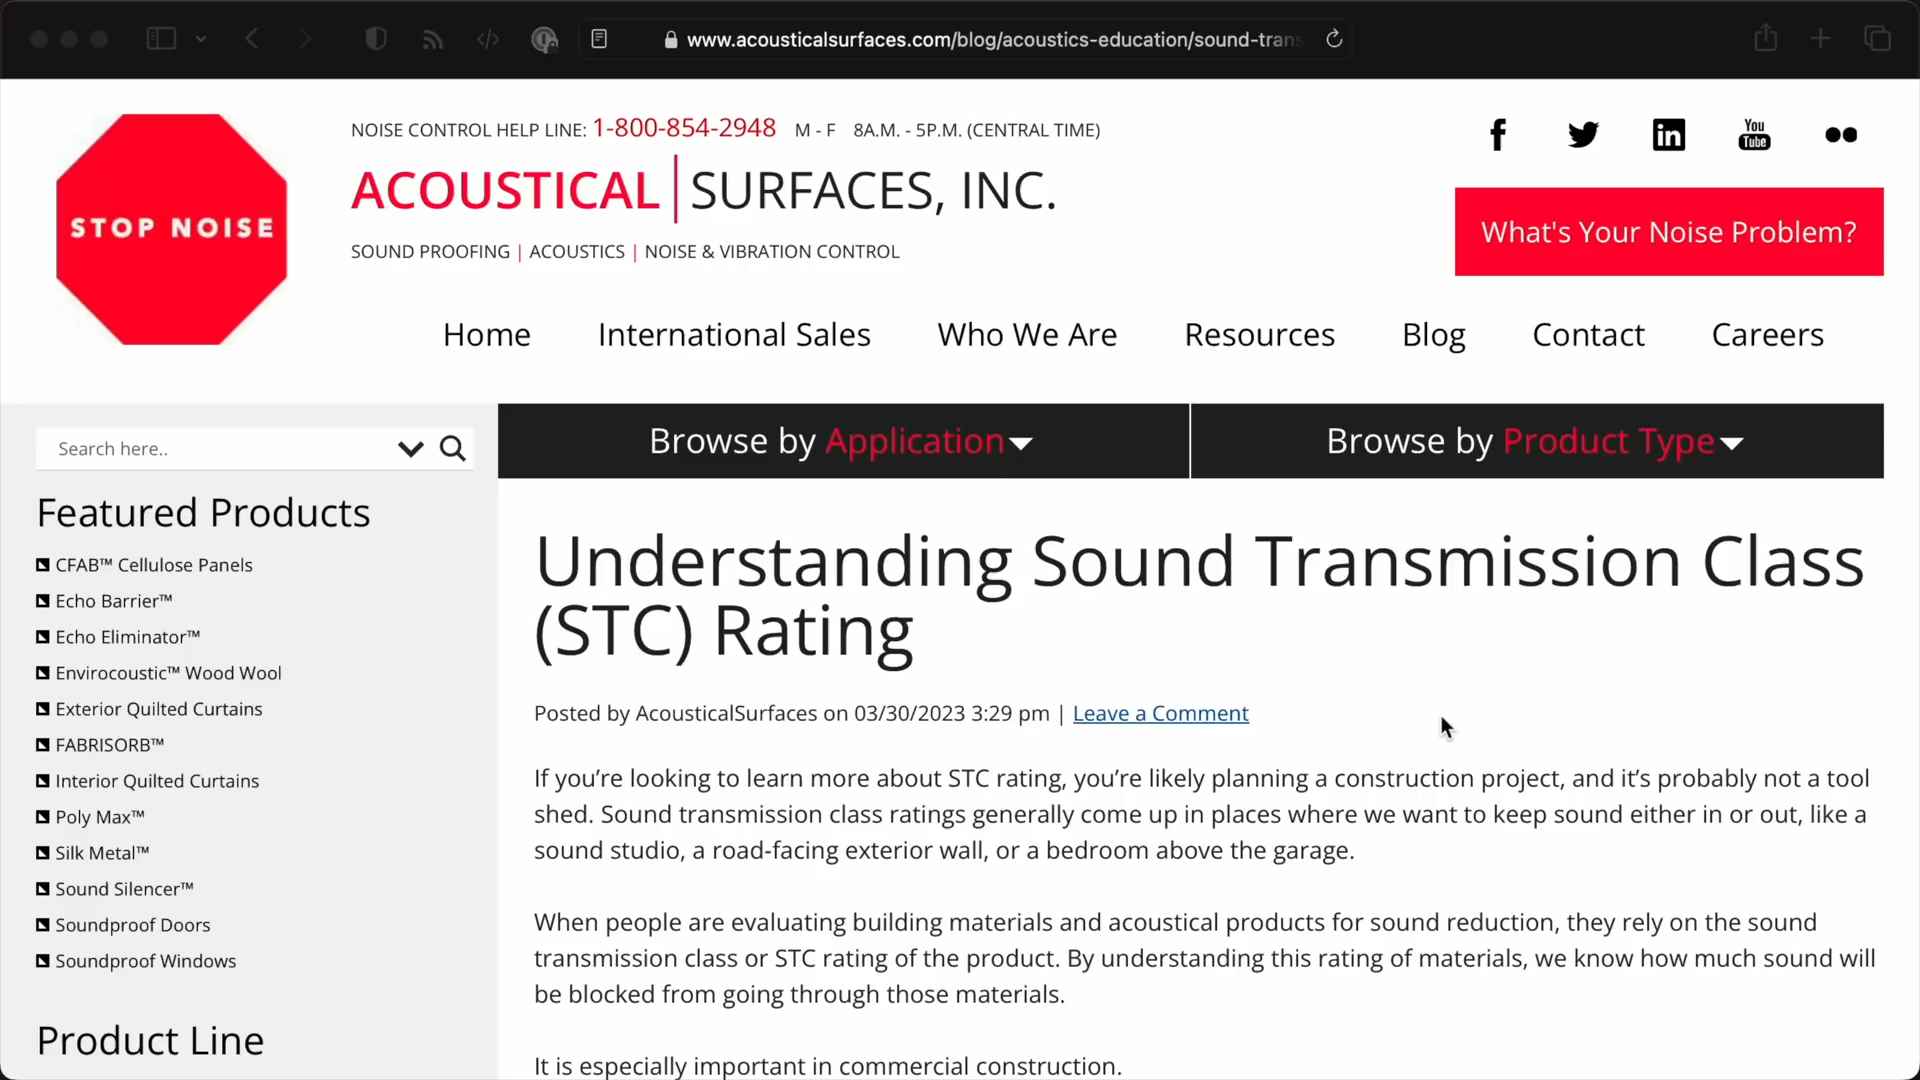 www.acousticalsurfaces.com/blog/acoustics-education/sound-trans
STOP NOISE
NOISE CONTROL HELP LINE: 1-800-854-2948 M - F 8A.M. - 5P.M. (CENTRAL TIME)
ACOUSTICAL SURFACES, INC.
SOUND PROOFING | ACOUSTICS | NOISE & VIBRATION CONTROL
You
Tube
What's Your Noise Problem?
Home International Sales Who We Are Resources Blog Contact Careers
Search here..
Browse by Application
Browse by Product Type
Featured Products
CFAB™ Cellulose Panels
Echo Barrier™
Echo Eliminator™
Envirocoustic™ Wood Wool
Exterior Quilted Curtains
FABRISORB™
Interior Quilted Curtains
Poly Max™
Silk Metal™
Sound Silencer™
Soundproof Doors
Soundproof Windows
Product Line
Understanding Sound Transmission Class
(STC) Rating
Posted by AcousticalSurfaces on 03/30/2023 3:29 pm | Leave a Comment
If you’re looking to learn more about STC rating, you’re likely planning a construction project, and it’s probably not a tool
shed. Sound transmission class ratings generally come up in places where we want to keep sound either in or out, like a
sound studio, a road-facing exterior wall, or a bedroom above the garage.
When people are evaluating building materials and acoustical products for sound reduction, they rely on the sound
transmission class or STC rating of the product. By understanding this rating of materials, we know how much sound will
be blocked from going through those materials.
It is especially important in commercial construction.